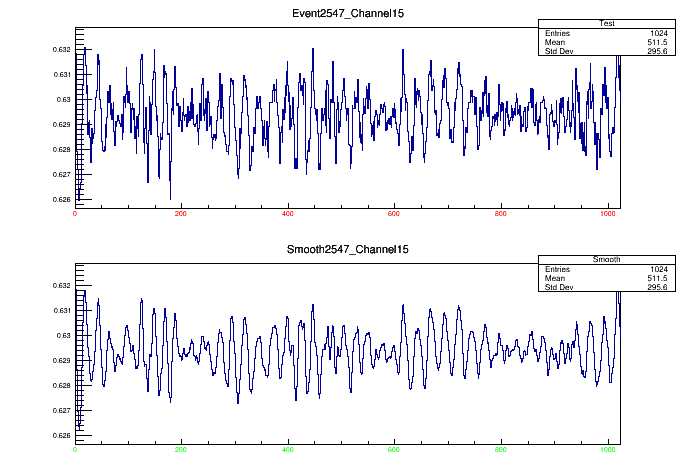 Event2547_Channel15
Test
Entries 1024
Mean 511.5
Std Dev 295.6
0.632
0.631
0.63
0.629
0.628
0.627
0.626
0 200 400 600 800 1000
Smooth2547_Channel15
Smooth
Entries 1024
Mean 511.5
Std Dev 295.6
0.632
0.631
0.63
0.629
0.628
0.627
0.626
0 200 400 600 800 1000